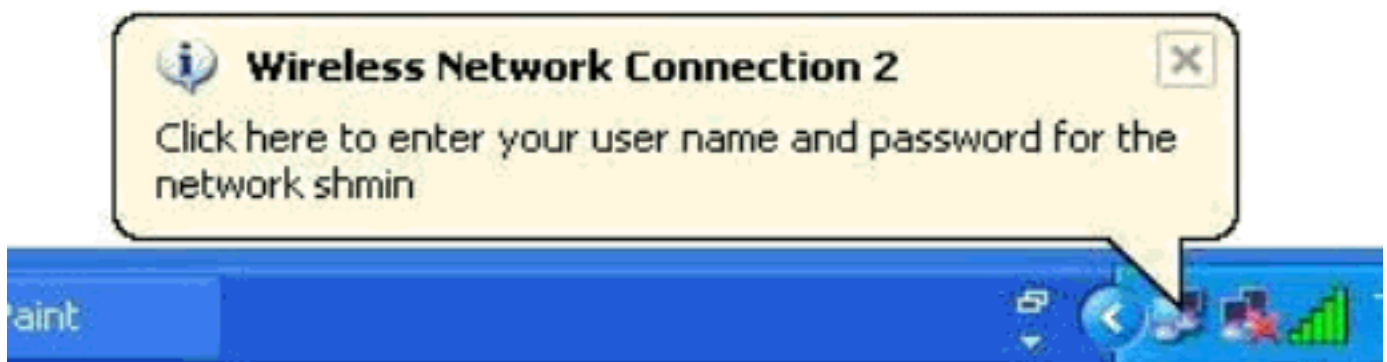 Wireless Network Connection 2
Click here to enter your user name and password for the
network shmin
aint